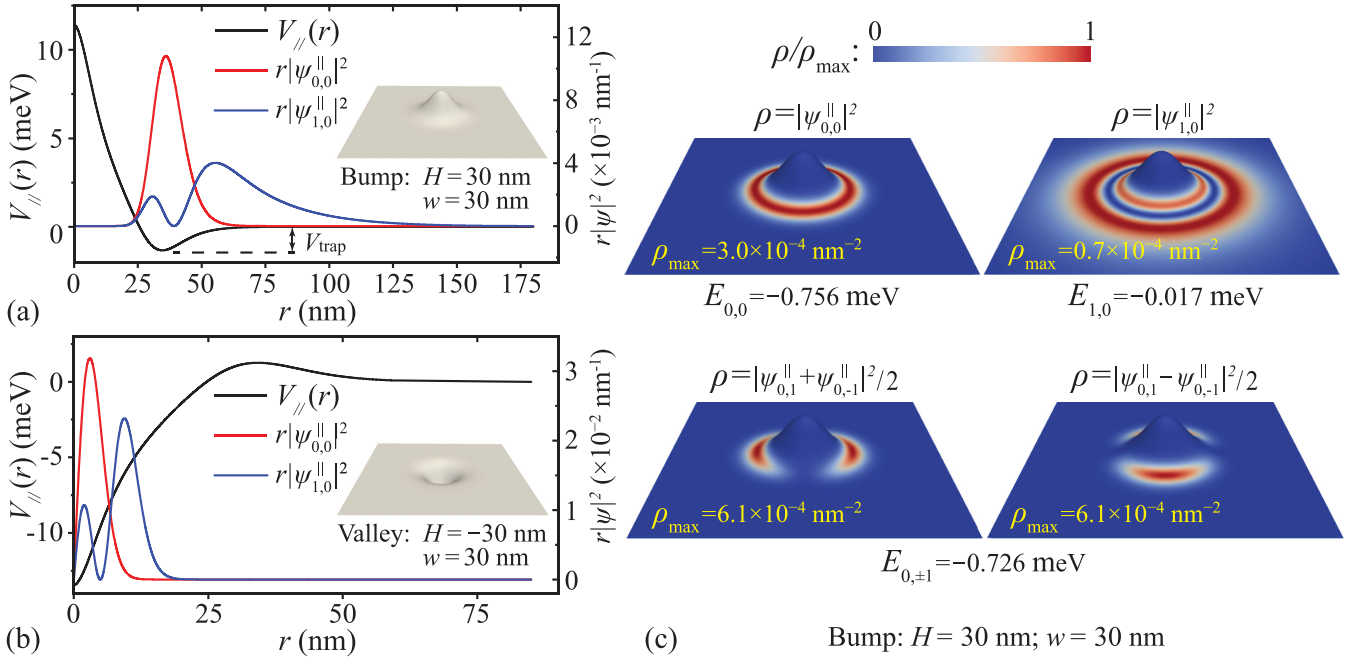 V∥(r) (meV)
10
5
0
V∥(r)
r|ψ∥0,0|²
r|ψ∥1,0|²
Bump: H = 30 nm
w = 30 nm
Vtrap
12
8
4
0
r|ψ|² (×10⁻³ nm⁻¹)
0 25 50 75 100 125 150 175
(a)
r (nm)
V∥(r) (meV)
0
-5
-10
V∥(r)
r|ψ∥0,0|²
r|ψ∥1,0|²
Valley: H = −30 nm
w = 30 nm
3
2
1
0
r|ψ|² (×10⁻² nm⁻¹)
0 25 50 75
(b)
r (nm)
ρ/ρmax: 0 1
ρ=|ψ∥0,0|²
ρmax=3.0×10⁻⁴ nm⁻²
E0,0=−0.756 meV
ρ=|ψ∥1,0|²
ρmax=0.7×10⁻⁴ nm⁻²
E1,0=−0.017 meV
ρ=|ψ∥0,1+ψ∥0,-1|²/2
ρmax=6.1×10⁻⁴ nm⁻²
ρ=|ψ∥0,1−ψ∥0,-1|²/2
ρmax=6.1×10⁻⁴ nm⁻²
E0,±1=−0.726 meV
(c)
Bump: H = 30 nm; w = 30 nm